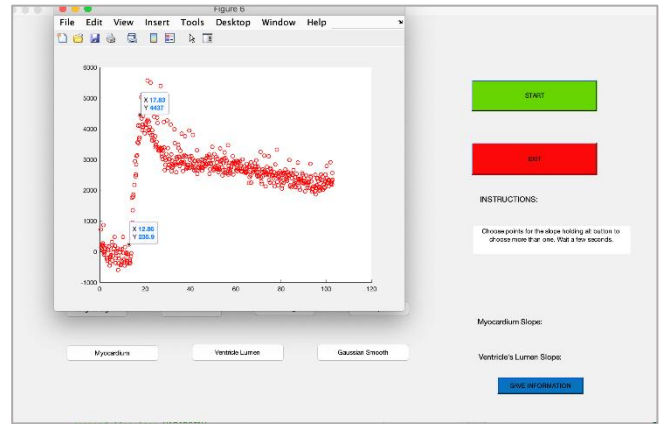 Figure 6
File Edit View Insert Tools Desktop Window Help
6000
5000
4000
3000
2000
1000
0
-1000
0 20 40 60 80 100 120
X 17.83
Y 4437
X 12.80
Y 238.9
START
EXIT
INSTRUCTIONS:
Choose points for the slope holding alt button to
choose more than one. Wait a few seconds.
Myocardium Slope:
Myocardium
Ventricle Lumen
Gaussian Smooth
Ventricle's Lumen Slope:
SAVE INFORMATION